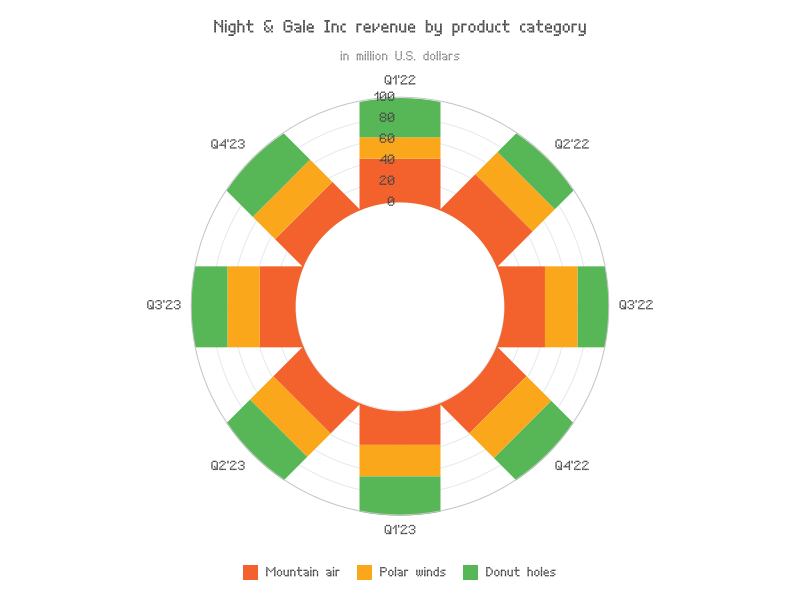 Night & Gale Inc revenue by product category
in million U.S. dollars
Q1'22
100
80
60
40
20
0
Q4'23
Q2'22
Q3'23
Q3'22
Q2'23
Q4'22
Q1'23
Mountain air
Polar winds
Donut holes